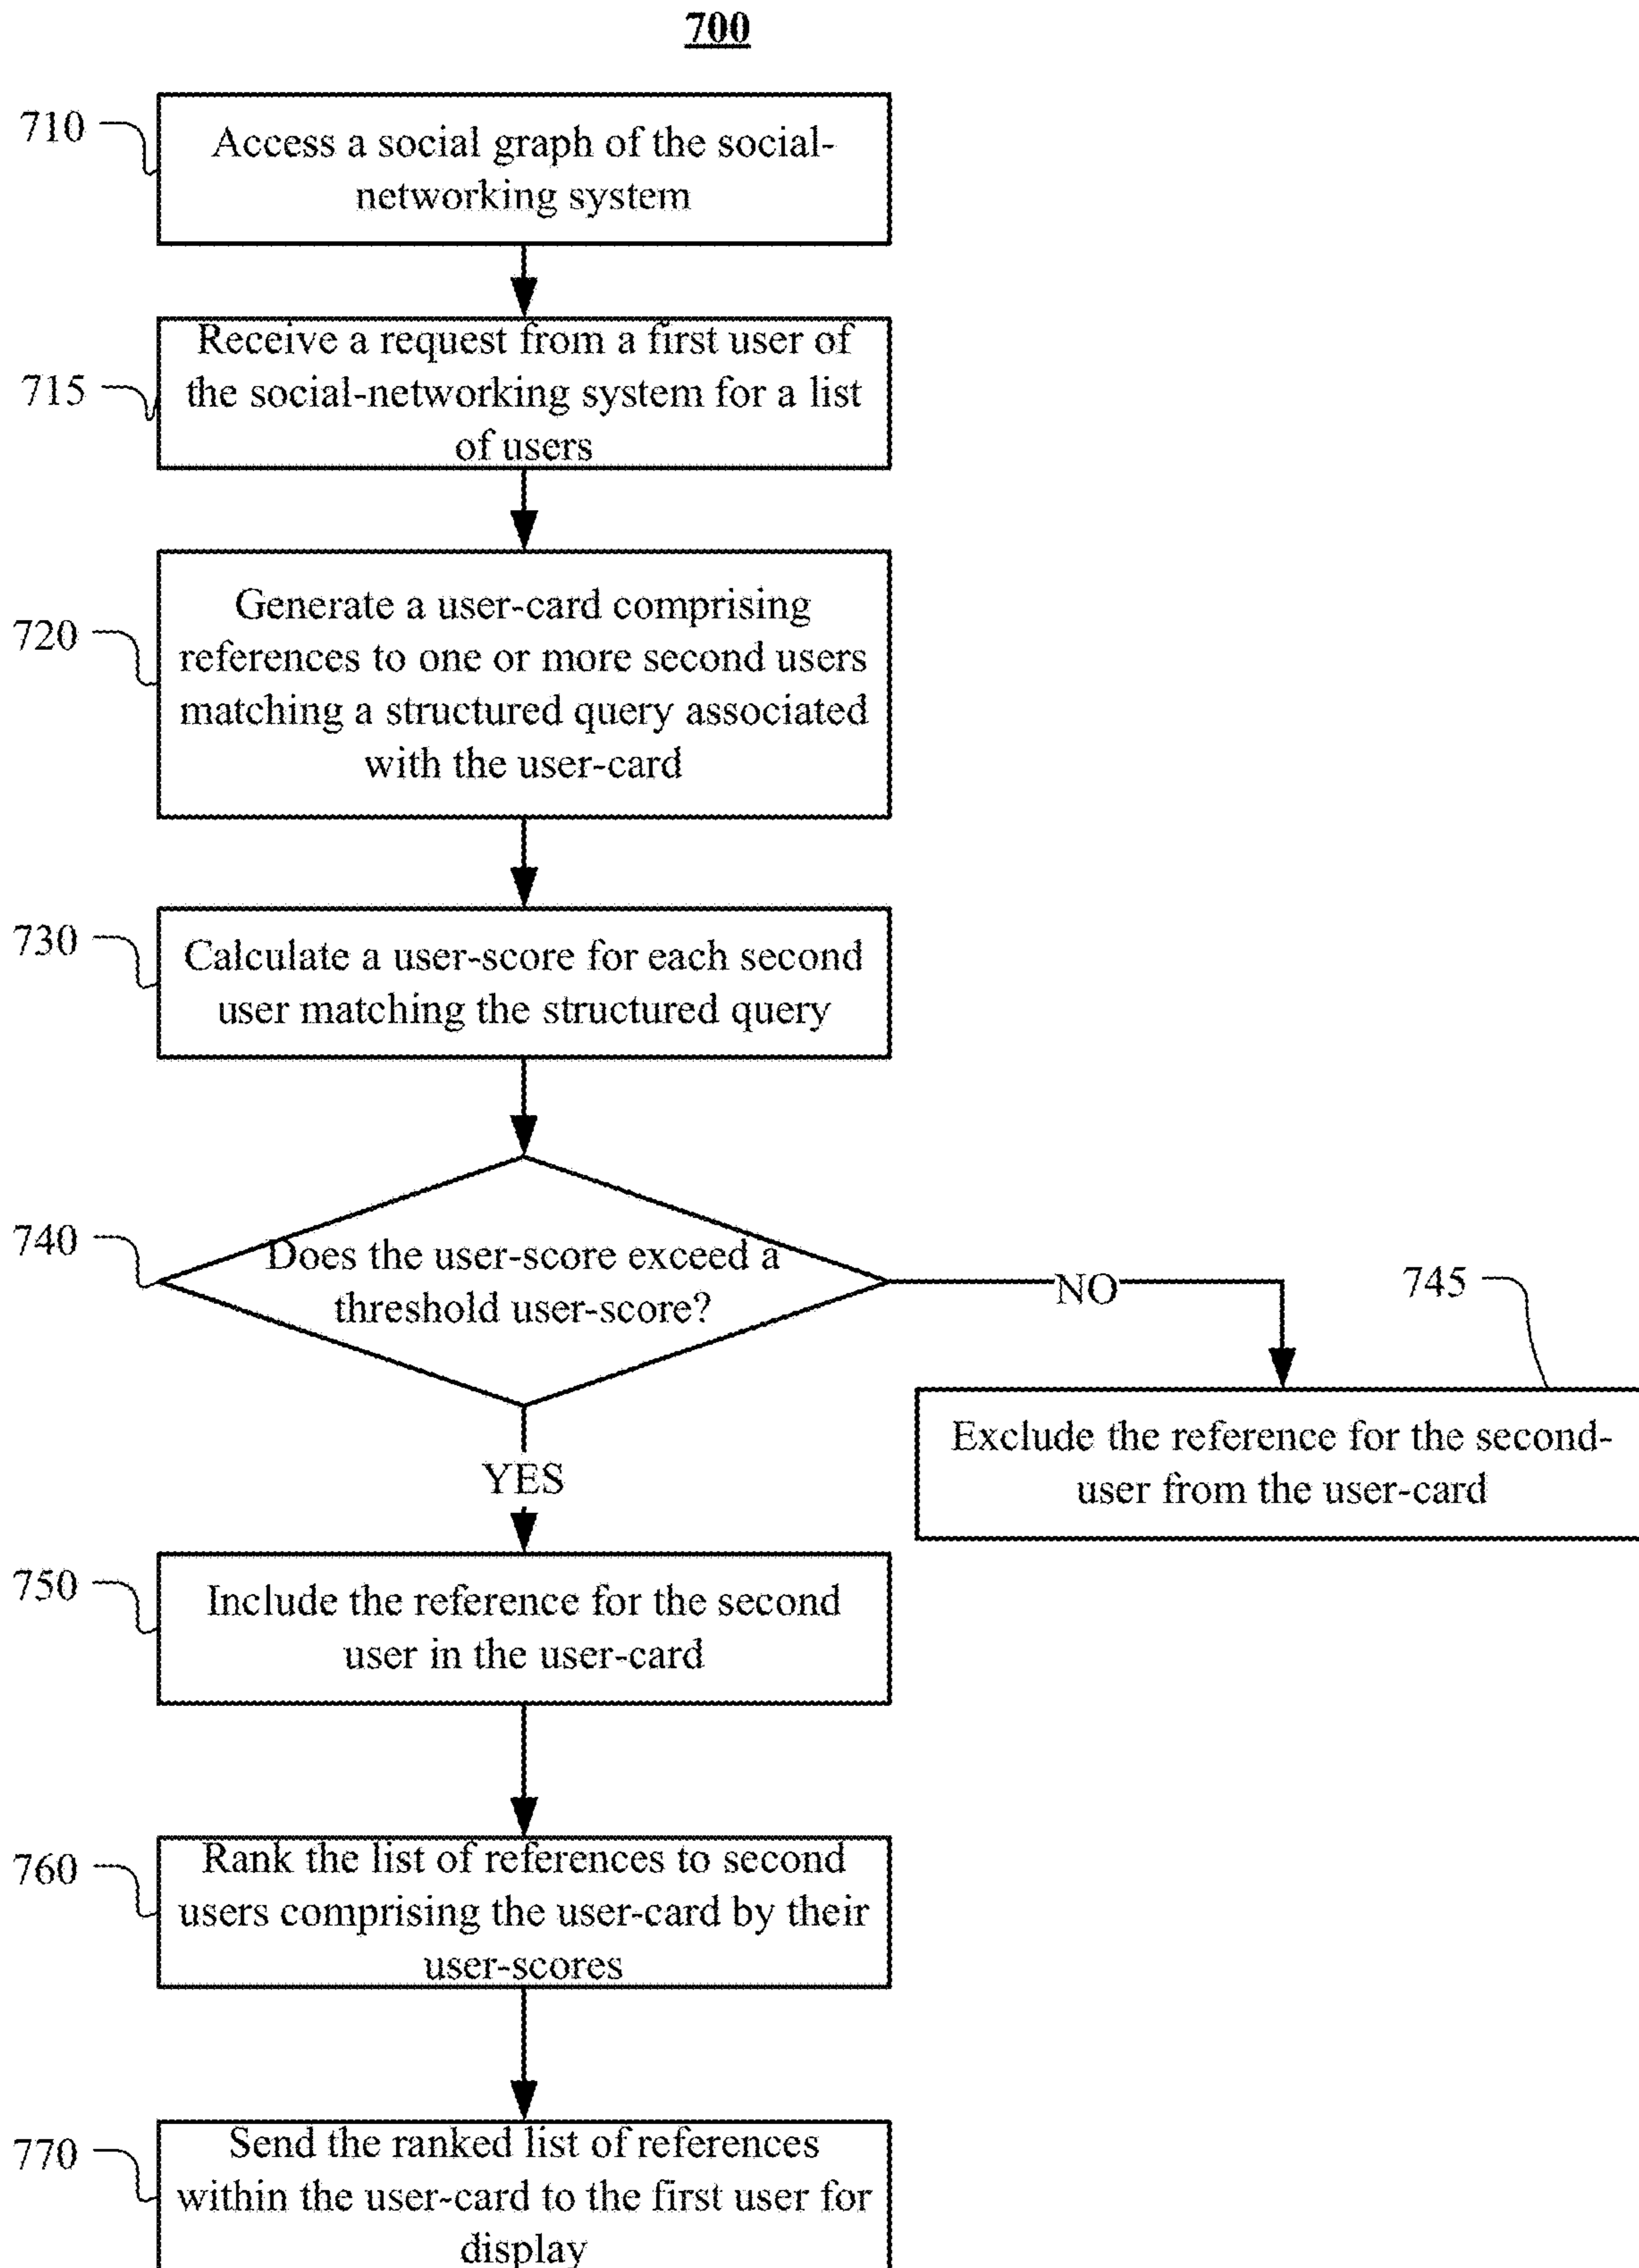 700
710
Access a social graph of the social-
networking system
715
Receive a request from a first user of
the social-networking system for a list
of users
720
Generate a user-card comprising
references to one or more second users
matching a structured query associated
with the user-card
730
Calculate a user-score for each second
user matching the structured query
740
Does the user-score exceed a
threshold user-score?
NO
745
Exclude the reference for the second-
user from the user-card
YES
750
Include the reference for the second
user in the user-card
760
Rank the list of references to second
users comprising the user-card by their
user-scores
770
Send the ranked list of references
within the user-card to the first user for
display